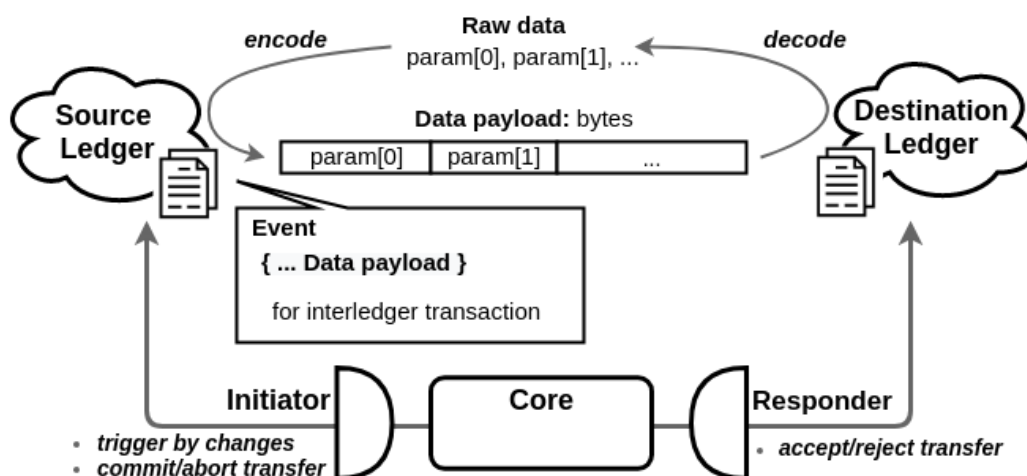 encode
Raw data
decode
param[0], param[1], ...
Source
Ledger
Data payload: bytes
Destination
Ledger
param[0]
param[1]
...
Event
{ ... Data payload }
for interledger transaction
Initiator
Core
Responder
• trigger by changes
• commit/abort transfer
• accept/reject transfer